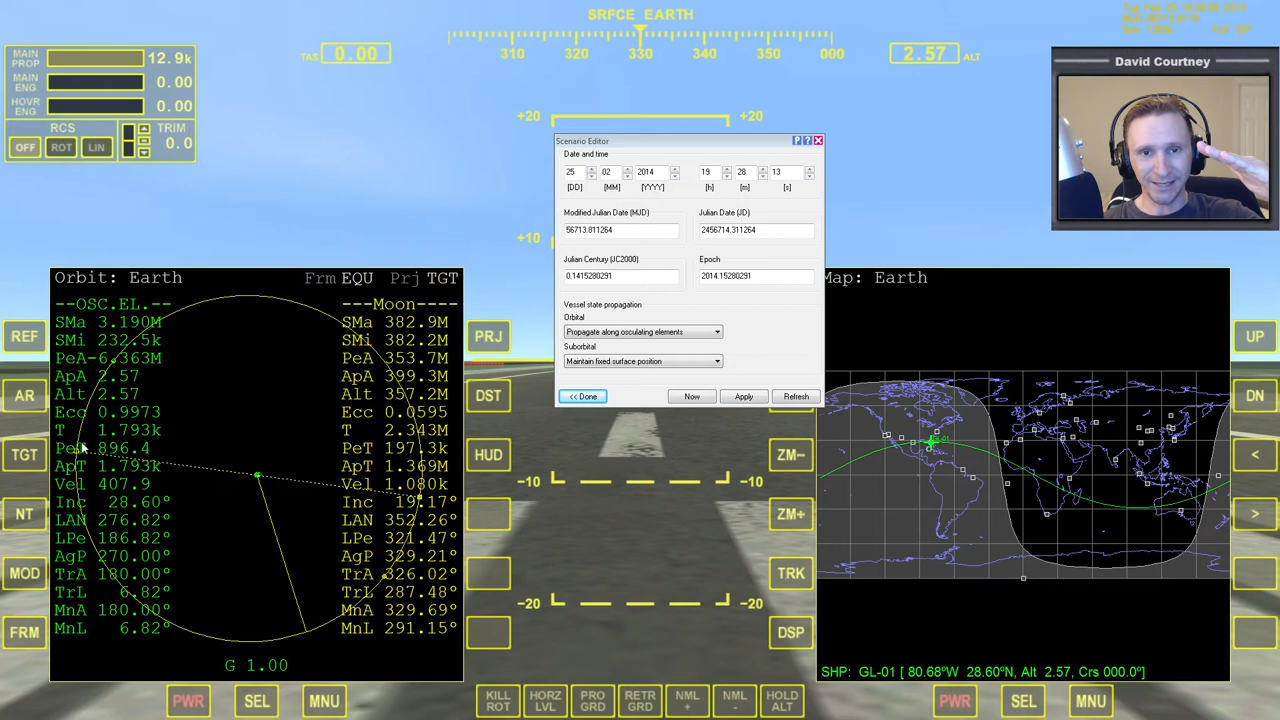 SRFCE EARTH
310 320 330 340 350 000
TAS 0.00
2.57 ALT
MAIN PROP 12.9k
MAIN ENG 0.00
HOVR ENG 0.00
RCS
TRIM
OFF ROT LIN 0.0
David Courtney
+20 +20
+10
-10 -10
-20 -20
Scenario Editor
Date and time
25 02 2014 19 28 13
[DD] [MM] [YYYY] [h] [m] [s]
Modified Julian Date (MJD) Julian Date (JD)
56713.811264 2456714.311264
Julian Century (JC2000) Epoch
0.1415280291 2014.15280291
Vessel state propagation
Orbital
Propagate along osculating elements
Suborbital
Maintain fixed surface position
<< Done Now Apply Refresh
Orbit: Earth Frm EQU Prj TGT
--OSC.EL.-- ---Moon----
SMa 3.190M SMa 382.9M
SMi 232.5k SMi 382.2M
PeA-6.363M PeA 353.7M
ApA 2.57 ApA 399.3M
Alt 2.57 Alt 357.2M
Ecc 0.9973 Ecc 0.0595
T 1.793k T 2.343M
896.4 PeT 197.3k
ApT 1.793k ApT 1.369M
Vel 407.9 Vel 1.080k
Inc 28.60° Inc 19.17°
LAN 276.82° LAN 352.26°
LPe 186.82° LPe 321.47°
AgP 270.00° AgP 329.21°
TrA 180.00° TrA 326.02°
TrL 6.82° TrL 287.48°
MnA 180.00° MnA 329.69°
MnL 6.82° MnL 291.15°
G 1.00
REF
AR
TGT
NT
MOD
FRM
PRJ
DST
HUD
PWR SEL MNU
KILL ROT
HORZ LVL
PRO GRD
RETR GRD
NML +
NML -
HOLD ALT
Map: Earth
GL-01
ZM-
ZM+
TRK
DSP
UP
DN
<
>
SHP: GL-01 [ 80.68°W 28.60°N, Alt 2.57, Crs 000.0°]
PWR SEL MNU